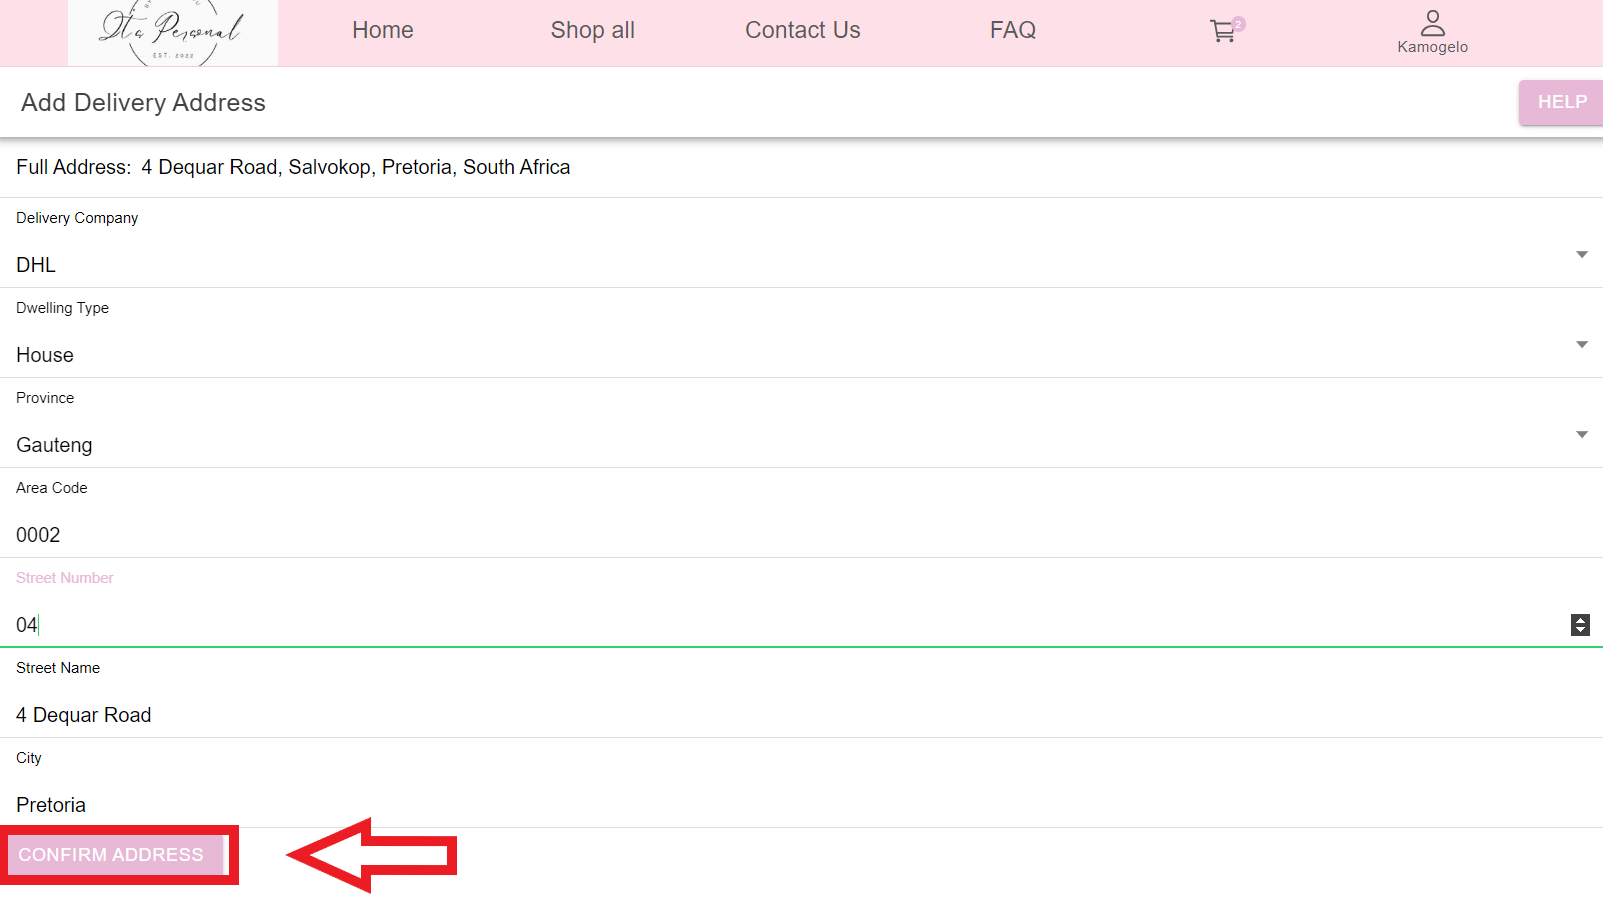 It's Personal
EST. 2022
Home
Shop all
Contact Us
FAQ
2
Kamogelo
Add Delivery Address
HELP
Full Address: 4 Dequar Road, Salvokop, Pretoria, South Africa
Delivery Company
DHL
Dwelling Type
House
Province
Gauteng
Area Code
0002
Street Number
04
Street Name
4 Dequar Road
City
Pretoria
CONFIRM ADDRESS